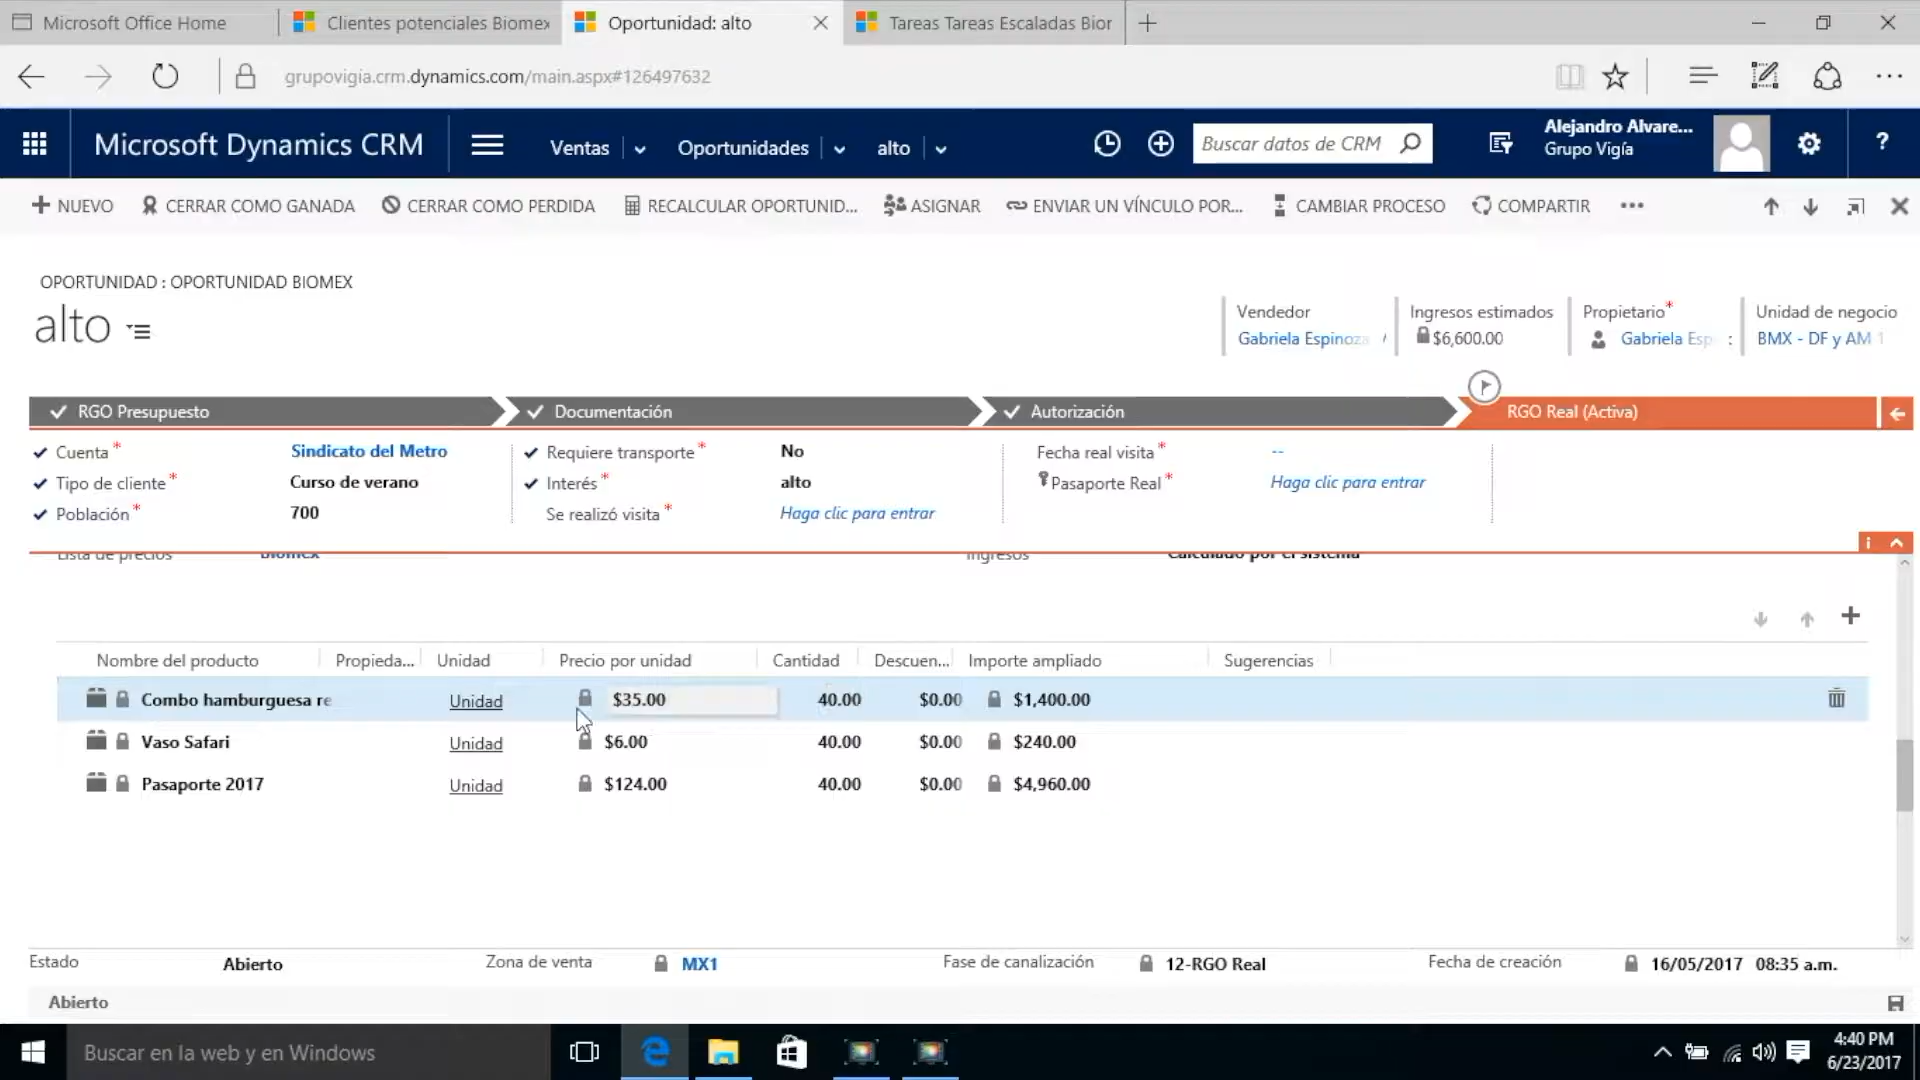 Microsoft Office Home
Clientes potenciales Biomex
Oportunidad: alto
Tareas Tareas Escaladas Bior
grupovigia.crm.dynamics.com/main.aspx#126497632
Microsoft Dynamics CRM
Ventas
Oportunidades
alto
Buscar datos de CRM
Alejandro Alvare...
Grupo Vigía
?
NUEVO
CERRAR COMO GANADA
CERRAR COMO PERDIDA
RECALCULAR OPORTUNID...
ASIGNAR
ENVIAR UN VÍNCULO POR...
CAMBIAR PROCESO
COMPARTIR
OPORTUNIDAD : OPORTUNIDAD BIOMEX
alto
Vendedor
Gabriela Espinoza
Ingresos estimados
$6,600.00
Propietario*
Gabriela Esp
Unidad de negocio
BMX - DF y AM 1
RGO Presupuesto
Documentación
Autorización
RGO Real (Activa)
Cuenta* Sindicato del Metro
Tipo de cliente* Curso de verano
Población* 700
Requiere transporte* No
Interés* alto
Se realizó visita* Haga clic para entrar
Fecha real visita* --
Pasaporte Real* Haga clic para entrar
Lista de precios Biomex Ingresos Calculado por el sistema
Nombre del producto Propieda... Unidad Precio por unidad Cantidad Descuen... Importe ampliado Sugerencias
Combo hamburguesa re Unidad $35.00 40.00 $0.00 $1,400.00
Vaso Safari Unidad $6.00 40.00 $0.00 $240.00
Pasaporte 2017 Unidad $124.00 40.00 $0.00 $4,960.00
Estado Abierto Zona de venta MX1 Fase de canalización 12-RGO Real Fecha de creación 16/05/2017 08:35 a.m.
Abierto
Buscar en la web y en Windows
4:40 PM
6/23/2017